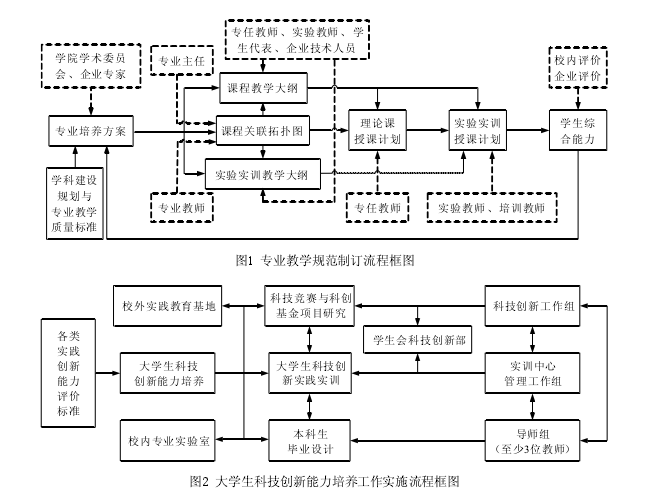 学院学术委员
会、企业专家
专业主任
专任教师、实验教师、学
生代表、企业技术人员
校内评价
企业评价
课程教学大纲
专业培养方案
课程关联拓扑图
理论课
授课计划
实验实训
授课计划
学生综
合能力
实验实训教学大纲
学科建设
规划与
专业教学
质量标准
专业教师
专任教师
实验教师、培训教师
图1 专业教学规范制订流程框图
校外实践教育基地
科技竞赛与科创
基金项目研究
科技创新工作组
学生会科技创新部
各类
实践
创新
能力
评价
标准
大学生科技
创新能力培养
大学生科技创
新实践实训
实训中心
管理工作组
校内专业实验室
本科生
毕业设计
导师组
(至少3位教师)
图2 大学生科技创新能力培养工作实施流程框图